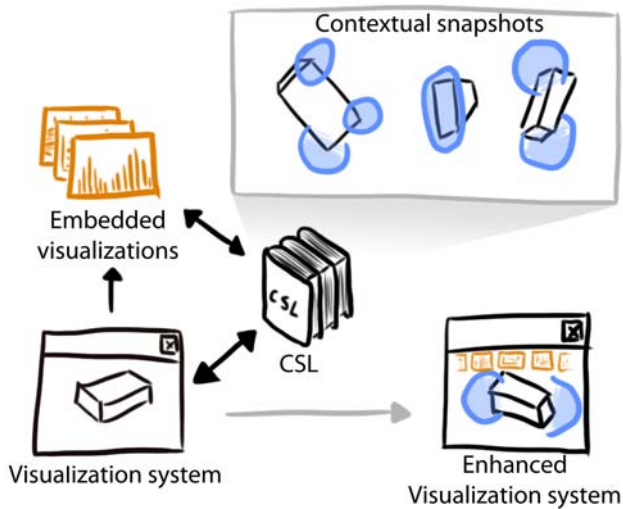 Contextual snapshots
Embedded
visualizations
CSL
CSL
Visualization system
Enhanced
Visualization system